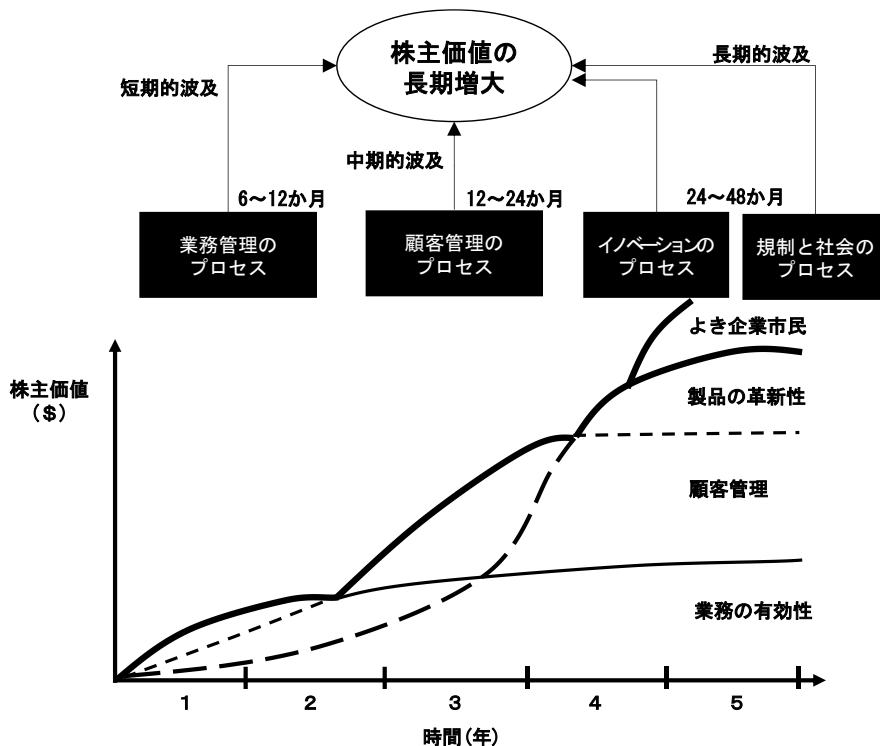 株主価値の
長期増大
短期的波及
長期的波及
中期的波及
6～12か月
12～24か月
24～48か月
業務管理の
プロセス
顧客管理の
プロセス
イノベーションの
プロセス
規制と社会の
プロセス
よき企業市民
株主価値
（＄）
製品の革新性
顧客管理
業務の有効性
1
2
3
4
5
時間（年）